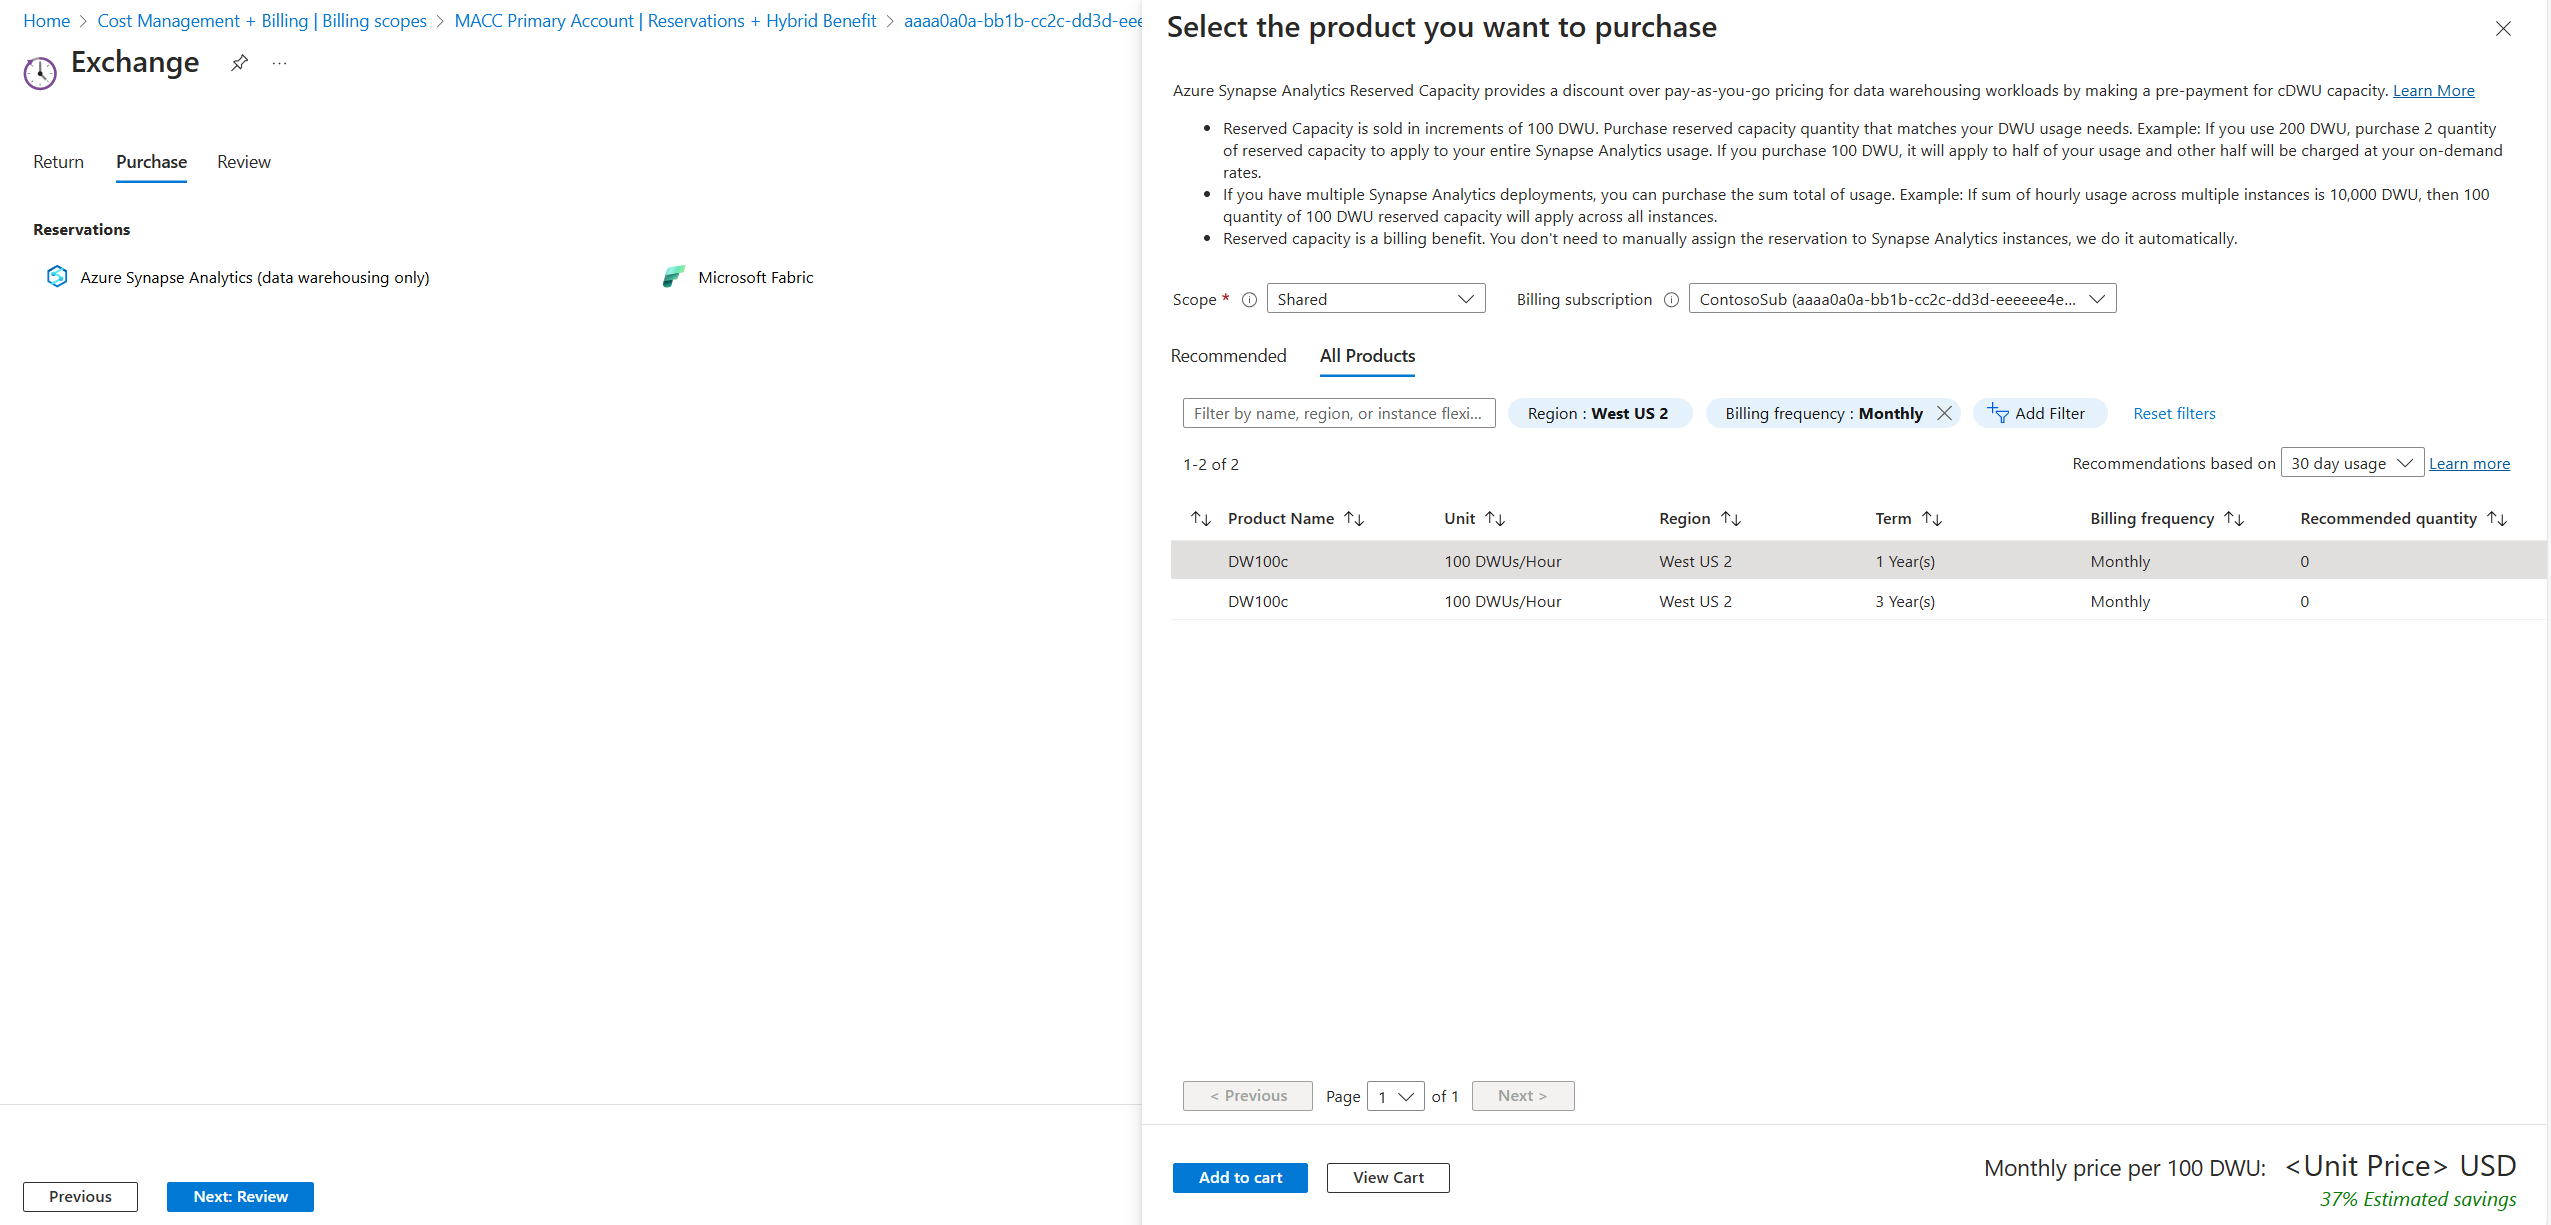 Home > Cost Management + Billing | Billing scopes > MACC Primary Account | Reservations + Hybrid Benefit > aaaa0a0a-bb1b-cc2c-dd3d-eee
Exchange
...
Return Purchase Review
Reservations
Azure Synapse Analytics (data warehousing only) Microsoft Fabric
Previous Next: Review
Select the product you want to purchase
Azure Synapse Analytics Reserved Capacity provides a discount over pay-as-you-go pricing for data warehousing workloads by making a pre-payment for cDWU capacity. Learn More
• Reserved Capacity is sold in increments of 100 DWU. Purchase reserved capacity quantity that matches your DWU usage needs. Example: If you use 200 DWU, purchase 2 quantity
of reserved capacity to apply to your entire Synapse Analytics usage. If you purchase 100 DWU, it will apply to half of your usage and other half will be charged at your on-demand
rates.
• If you have multiple Synapse Analytics deployments, you can purchase the sum total of usage. Example: If sum of hourly usage across multiple instances is 10,000 DWU, then 100
quantity of 100 DWU reserved capacity will apply across all instances.
• Reserved capacity is a billing benefit. You don't need to manually assign the reservation to Synapse Analytics instances, we do it automatically.
Scope * Shared Billing subscription ContosoSub (aaaa0a0a-bb1b-cc2c-dd3d-eeeeee4e...
Recommended All Products
Filter by name, region, or instance flexi... Region : West US 2 Billing frequency : Monthly Add Filter Reset filters
1-2 of 2 Recommendations based on 30 day usage Learn more
Product Name Unit Region Term Billing frequency Recommended quantity
DW100c 100 DWUs/Hour West US 2 1 Year(s) Monthly 0
DW100c 100 DWUs/Hour West US 2 3 Year(s) Monthly 0
< Previous Page 1 of 1 Next >
Add to cart View Cart Monthly price per 100 DWU: <Unit Price> USD
37% Estimated savings